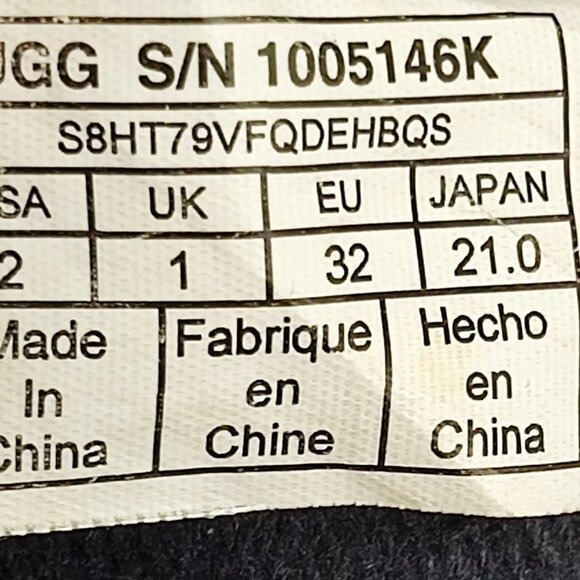 UGG S/N 1005146K
S8HT79VFQDEHBQS
SA UK EU JAPAN
2 1 32 21.0
Made Fabrique Hecho
In en en
China Chine China